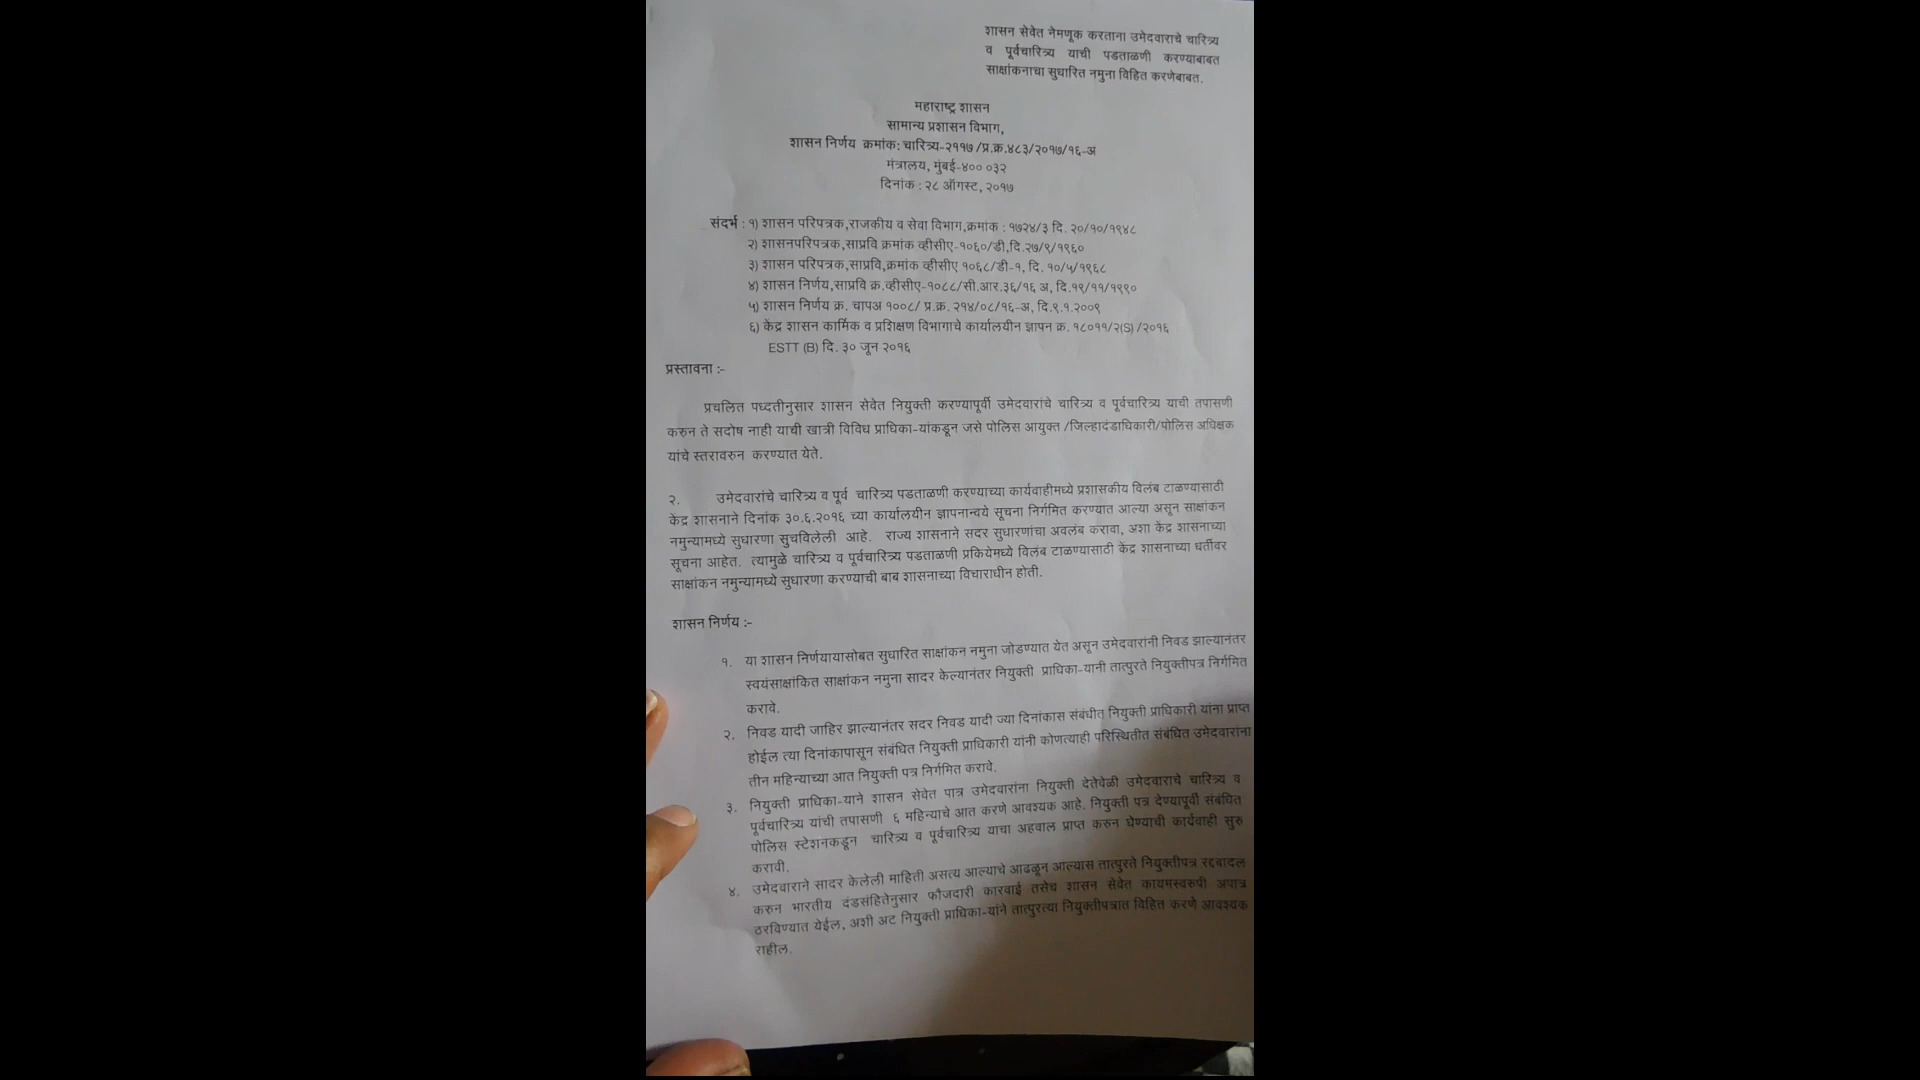 शासन सेवेत नेमणूक करताना उमेदवाराचे चारित्र्य
व पूर्वचारित्र्य याची पडताळणी करण्याबाबत
साक्षांकनाचा सुधारित नमुना विहित करणेबाबत.
महाराष्ट्र शासन
सामान्य प्रशासन विभाग,
शासन निर्णय क्रमांक: चारित्र्य-२११७/प्र.क्र.४८३/२०१७/१६-अ
मंत्रालय, मुंबई-४०० ०३२
दिनांक : २८ ऑगस्ट, २०१७
संदर्भ : १) शासन परिपत्रक,राजकीय व सेवा विभाग,क्रमांक : १७२४/३ दि. २०/१०/१९४८
२) शासनपरिपत्रक,साप्रवि क्रमांक व्हीसीए-१०६०/डी,दि.२७/९/१९६०
३) शासन परिपत्रक,साप्रवि,क्रमांक व्हीसीए १०६८/डी-१, दि. १०/५/१९६८
४) शासन निर्णय,साप्रवि क्र.व्हीसीए-१०८८/सी.आर.३६/१६ अ, दि.१९/११/१९९०
५) शासन निर्णय क्र. चापअ १००८/ प्र.क्र. २१४/०८/१६-अ, दि.९.१.२००९
६) केंद्र शासन कार्मिक व प्रशिक्षण विभागाचे कार्यालयीन ज्ञापन क्र. १८०११/२(S) /२०१६
ESTT (B) दि. ३० जून २०१६
प्रस्तावना :-
प्रचलित पध्दतीनुसार शासन सेवेत नियुक्ती करण्यापूर्वी उमेदवारांचे चारित्र्य व पूर्वचारित्र्य याची तपासणी
करुन ते सदोष नाही याची खात्री विविध प्राधिका-यांकडून जसे पोलिस आयुक्त /जिल्हादंडाधिकारी/पोलिस अधिक्षक
यांचे स्तरावरुन करण्यात येते.
२. उमेदवारांचे चारित्र्य व पूर्व चारित्र्य पडताळणी करण्याच्या कार्यवाहीमध्ये प्रशासकीय विलंब टाळण्यासाठी
केंद्र शासनाने दिनांक ३०.६.२०१६ च्या कार्यालयीन ज्ञापनान्वये सूचना निर्गमित करण्यात आल्या असून साक्षांकन
नमुन्यामध्ये सुधारणा सुचविलेली आहे. राज्य शासनाने सदर सुधारणांचा अवलंब करावा, अशा केंद्र शासनाच्या
सूचना आहेत. त्यामुळे चारित्र्य व पूर्वचारित्र्य पडताळणी प्रकियेमध्ये विलंब टाळण्यासाठी केंद्र शासनाच्या धर्तीवर
साक्षांकन नमुन्यामध्ये सुधारणा करण्याची बाब शासनाच्या विचाराधीन होती.
शासन निर्णय :-
१. या शासन निर्णयायासोबत सुधारित साक्षांकन नमुना जोडण्यात येत असून उमेदवारांनी निवड झाल्यानंतर
स्वयंसाक्षांकित साक्षांकन नमुना सादर केल्यानंतर नियुक्ती प्राधिका-यानी तात्पुरते नियुक्तीपत्र निर्गमित
करावे.
२. निवड यादी जाहिर झाल्यानंतर सदर निवड यादी ज्या दिनांकास संबंधीत नियुक्ती प्राधिकारी यांना प्राप्त
होईल त्या दिनांकापासून संबंधित नियुक्ती प्राधिकारी यांनी कोणत्याही परिस्थितीत संबंधित उमेदवारांना
तीन महिन्याच्या आत नियुक्ती पत्र निर्गमित करावे.
३. नियुक्ती प्राधिका-याने शासन सेवेत पात्र उमेदवारांना नियुक्ती देतेवेळी उमेदवाराचे चारित्र्य व
पूर्वचारित्र्य यांची तपासणी ६ महिन्याचे आत करणे आवश्यक आहे. नियुक्ती पत्र देण्यापूर्वी संबंधित
पोलिस स्टेशनकडून चारित्र्य व पूर्वचारित्र्य याचा अहवाल प्राप्त करुन घेण्याची कार्यवाही सुरु
करावी.
४. उमेदवाराने सादर केलेली माहिती असत्य आल्याचे आढळून आल्यास तात्पुरते नियुक्तीपत्र रद्दबादल
करुन भारतीय दंडसंहितेनुसार फौजदारी कारवाई तसेच शासन सेवेत कायमस्वरुपी अपात्र
ठरविण्यात येईल, अशी अट नियुक्ती प्राधिका-यांने तात्पुरत्या नियुक्तीपत्रात विहित करणे आवश्यक
राहील.